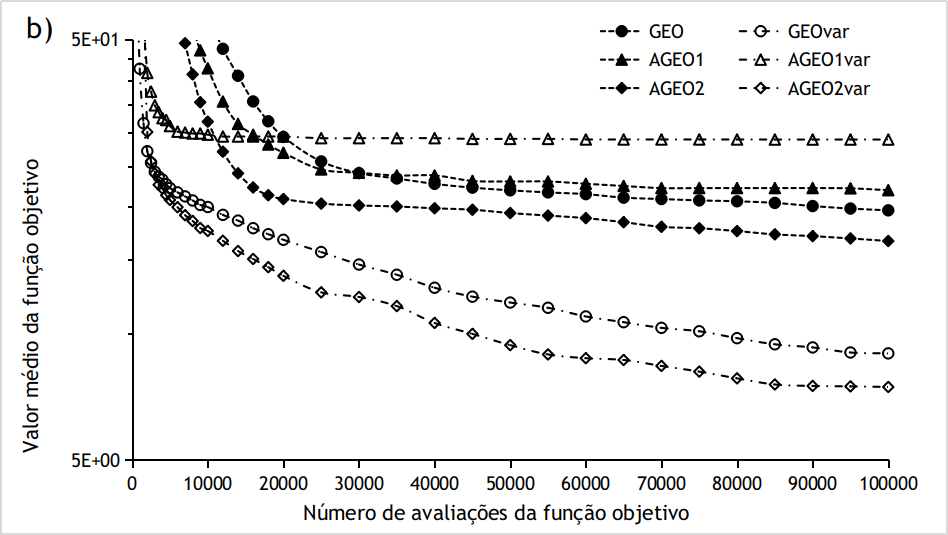 b)
GEO
GEOvar
AGEO1
AGEO1var
AGEO2
AGEO2var
Valor médio da função objetivo
5E+01
5E+00
0 10000 20000 30000 40000 50000 60000 70000 80000 90000 100000
Número de avaliações da função objetivo